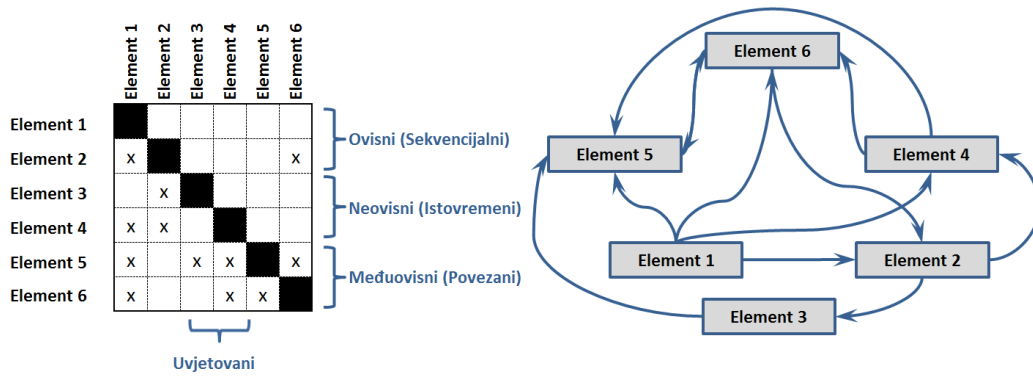 Element 1
Element 2
Element 3
Element 4
Element 5
Element 6
Element 1
Element 2 x x
Element 3 x
Element 4 x x
Element 5 x x x x
Element 6 x x x
Ovisni (Sekvencijalni)
Neovisni (Istovremeni)
Međuovisni (Povezani)
Uvjetovani
Element 6
Element 5
Element 4
Element 1
Element 2
Element 3